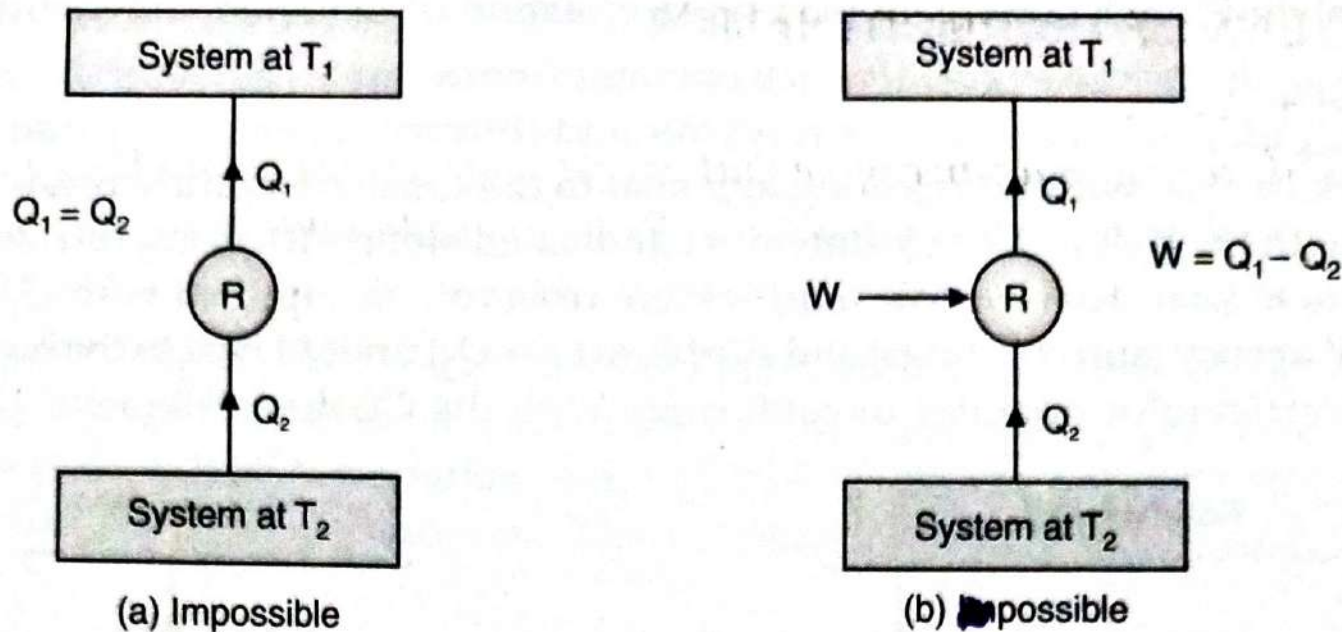 System at T₁
Q₁
Q₁ = Q₂
R
Q₂
System at T₂
(a) Impossible
System at T₁
Q₁
W = Q₁ – Q₂
W
R
Q₂
System at T₂
(b) possible